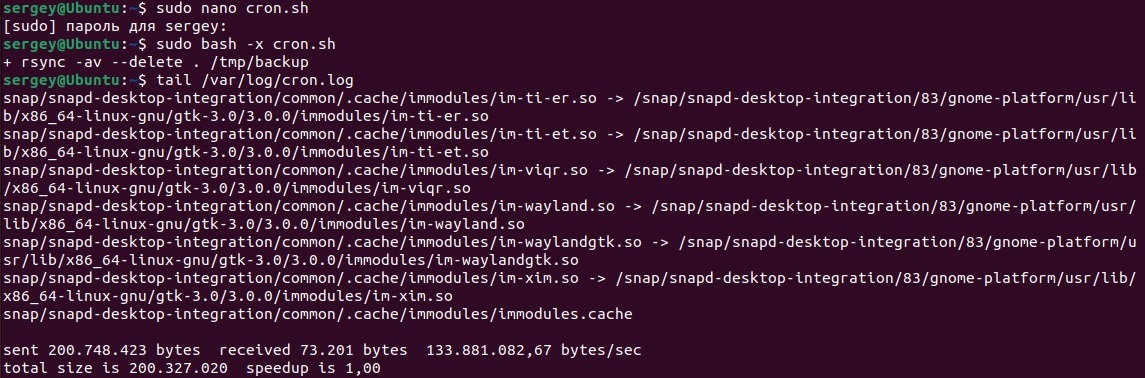 sergey@Ubuntu:~$ sudo nano cron.sh
[sudo] пароль для sergey:
sergey@Ubuntu:~$ sudo bash -x cron.sh
+ rsync -av --delete . /tmp/backup
sergey@Ubuntu:~$ tail /var/log/cron.log
snap/snapd-desktop-integration/common/.cache/immodules/im-ti-er.so -> /snap/snapd-desktop-integration/83/gnome-platform/usr/li
b/x86_64-linux-gnu/gtk-3.0/3.0.0/immodules/im-ti-er.so
snap/snapd-desktop-integration/common/.cache/immodules/im-ti-et.so -> /snap/snapd-desktop-integration/83/gnome-platform/usr/li
b/x86_64-linux-gnu/gtk-3.0/3.0.0/immodules/im-ti-et.so
snap/snapd-desktop-integration/common/.cache/immodules/im-viqr.so -> /snap/snapd-desktop-integration/83/gnome-platform/usr/lib
/x86_64-linux-gnu/gtk-3.0/3.0.0/immodules/im-viqr.so
snap/snapd-desktop-integration/common/.cache/immodules/im-wayland.so -> /snap/snapd-desktop-integration/83/gnome-platform/usr/
lib/x86_64-linux-gnu/gtk-3.0/3.0.0/immodules/im-wayland.so
snap/snapd-desktop-integration/common/.cache/immodules/im-waylandgtk.so -> /snap/snapd-desktop-integration/83/gnome-platform/u
sr/lib/x86_64-linux-gnu/gtk-3.0/3.0.0/immodules/im-waylandgtk.so
snap/snapd-desktop-integration/common/.cache/immodules/im-xim.so -> /snap/snapd-desktop-integration/83/gnome-platform/usr/lib/
x86_64-linux-gnu/gtk-3.0/3.0.0/immodules/im-xim.so
snap/snapd-desktop-integration/common/.cache/immodules/immodules.cache
sent 200.748.423 bytes  received 73.201 bytes  133.881.082,67 bytes/sec
total size is 200.327.020  speedup is 1,00